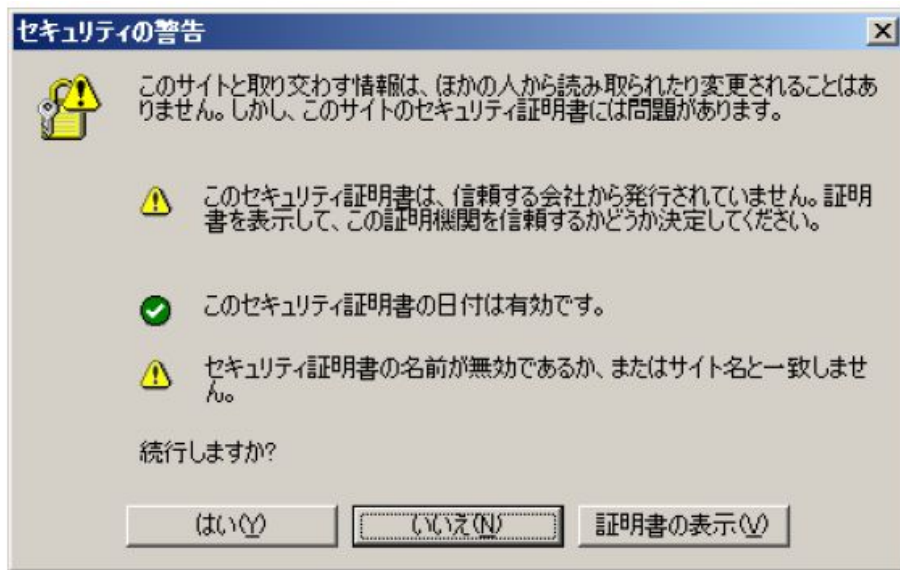 セキュリティの警告
このサイトと取り交わす情報は、ほかの人から読み取られたり変更されることはあ
りません。しかし、このサイトのセキュリティ証明書には問題があります。
このセキュリティ証明書は、信頼する会社から発行されていません。証明
書を表示して、この証明機関を信頼するかどうか決定してください。
このセキュリティ証明書の日付は有効です。
セキュリティ証明書の名前が無効であるか、またはサイト名と一致しませ
ん。
続行しますか?
はい(Y) いいえ(N) 証明書の表示(V)